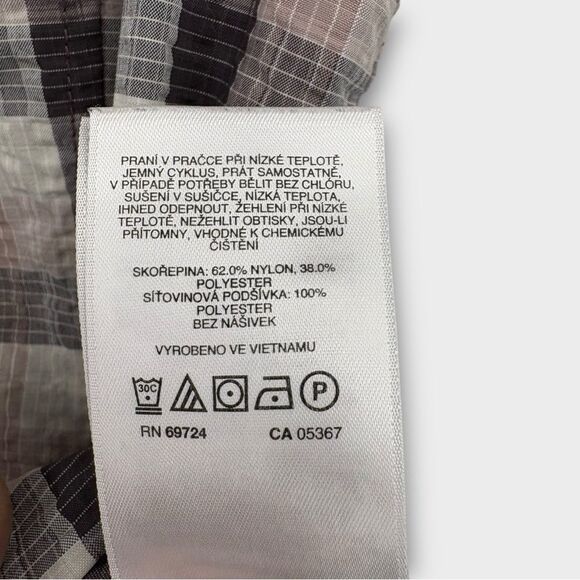 PRANÍ V PRAČCE PŘI NÍZKÉ TEPLOTĚ,
JEMNÝ CYKLUS, PRÁT SAMOSTATNĚ,
V PŘÍPADĚ POTŘEBY BĚLIT BEZ CHLÓRU,
SUŠENÍ V SUŠIČCE, NÍZKÁ TEPLOTA,
IHNED ODEPNOUT, ŽEHLENÍ PŘI NÍZKÉ
TEPLOTĚ, NEŽEHLIT OBTISKY, JSOU-LI
PŘÍTOMNY, VHODNÉ K CHEMICKÉMU
ČIŠTĚNÍ
SKOŘEPINA: 62.0% NYLON, 38.0%
POLYESTER
SÍŤOVINOVÁ PODŠÍVKA: 100%
POLYESTER
BEZ NÁŠIVEK
VYROBENO VE VIETNAMU
30C P
RN 69724 CA 05367